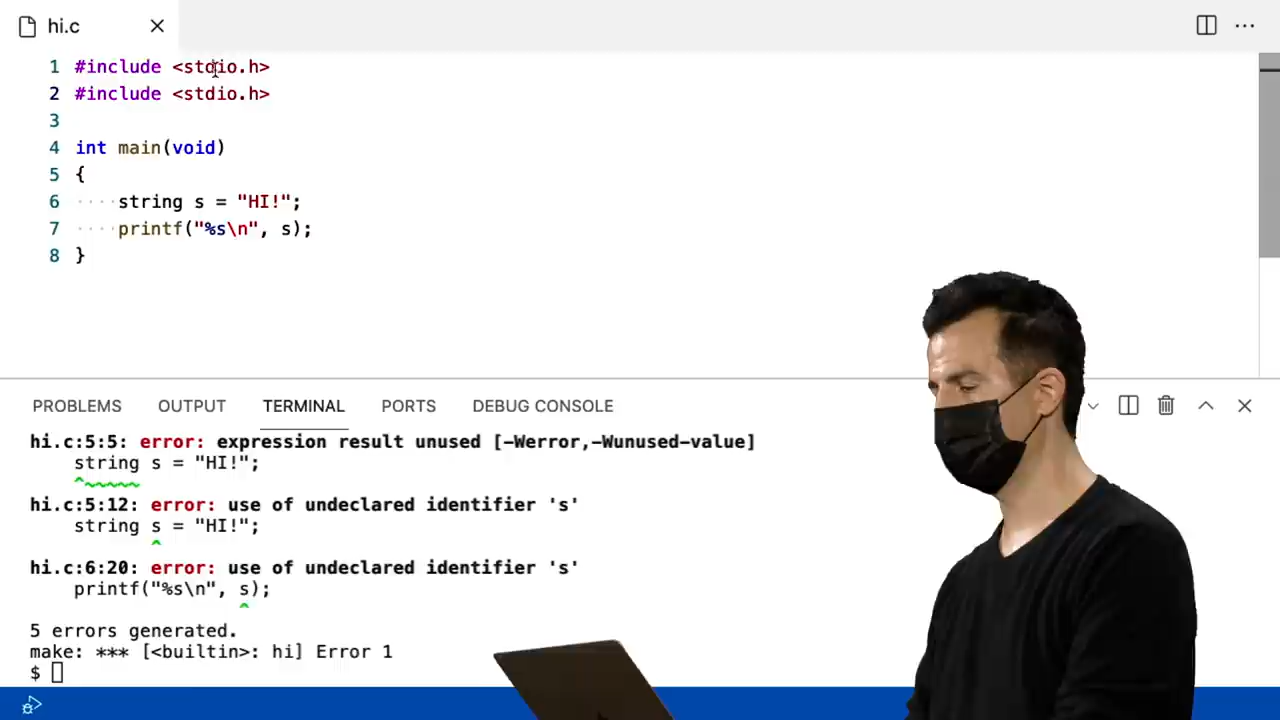 hi.c
1 #include <stdio.h>
2 #include <stdio.h>
3
4 int main(void)
5 {
6 ····string s = "HI!";
7 ····printf("%s\n", s);
8 }
PROBLEMS OUTPUT TERMINAL PORTS DEBUG CONSOLE
hi.c:5:5: error: expression result unused [-Werror,-Wunused-value]
    string s = "HI!";
    ^~~~~~
hi.c:5:12: error: use of undeclared identifier 's'
    string s = "HI!";
           ^
hi.c:6:20: error: use of undeclared identifier 's'
    printf("%s\n", s);
                   ^
5 errors generated.
make: *** [<builtin>: hi] Error 1
$